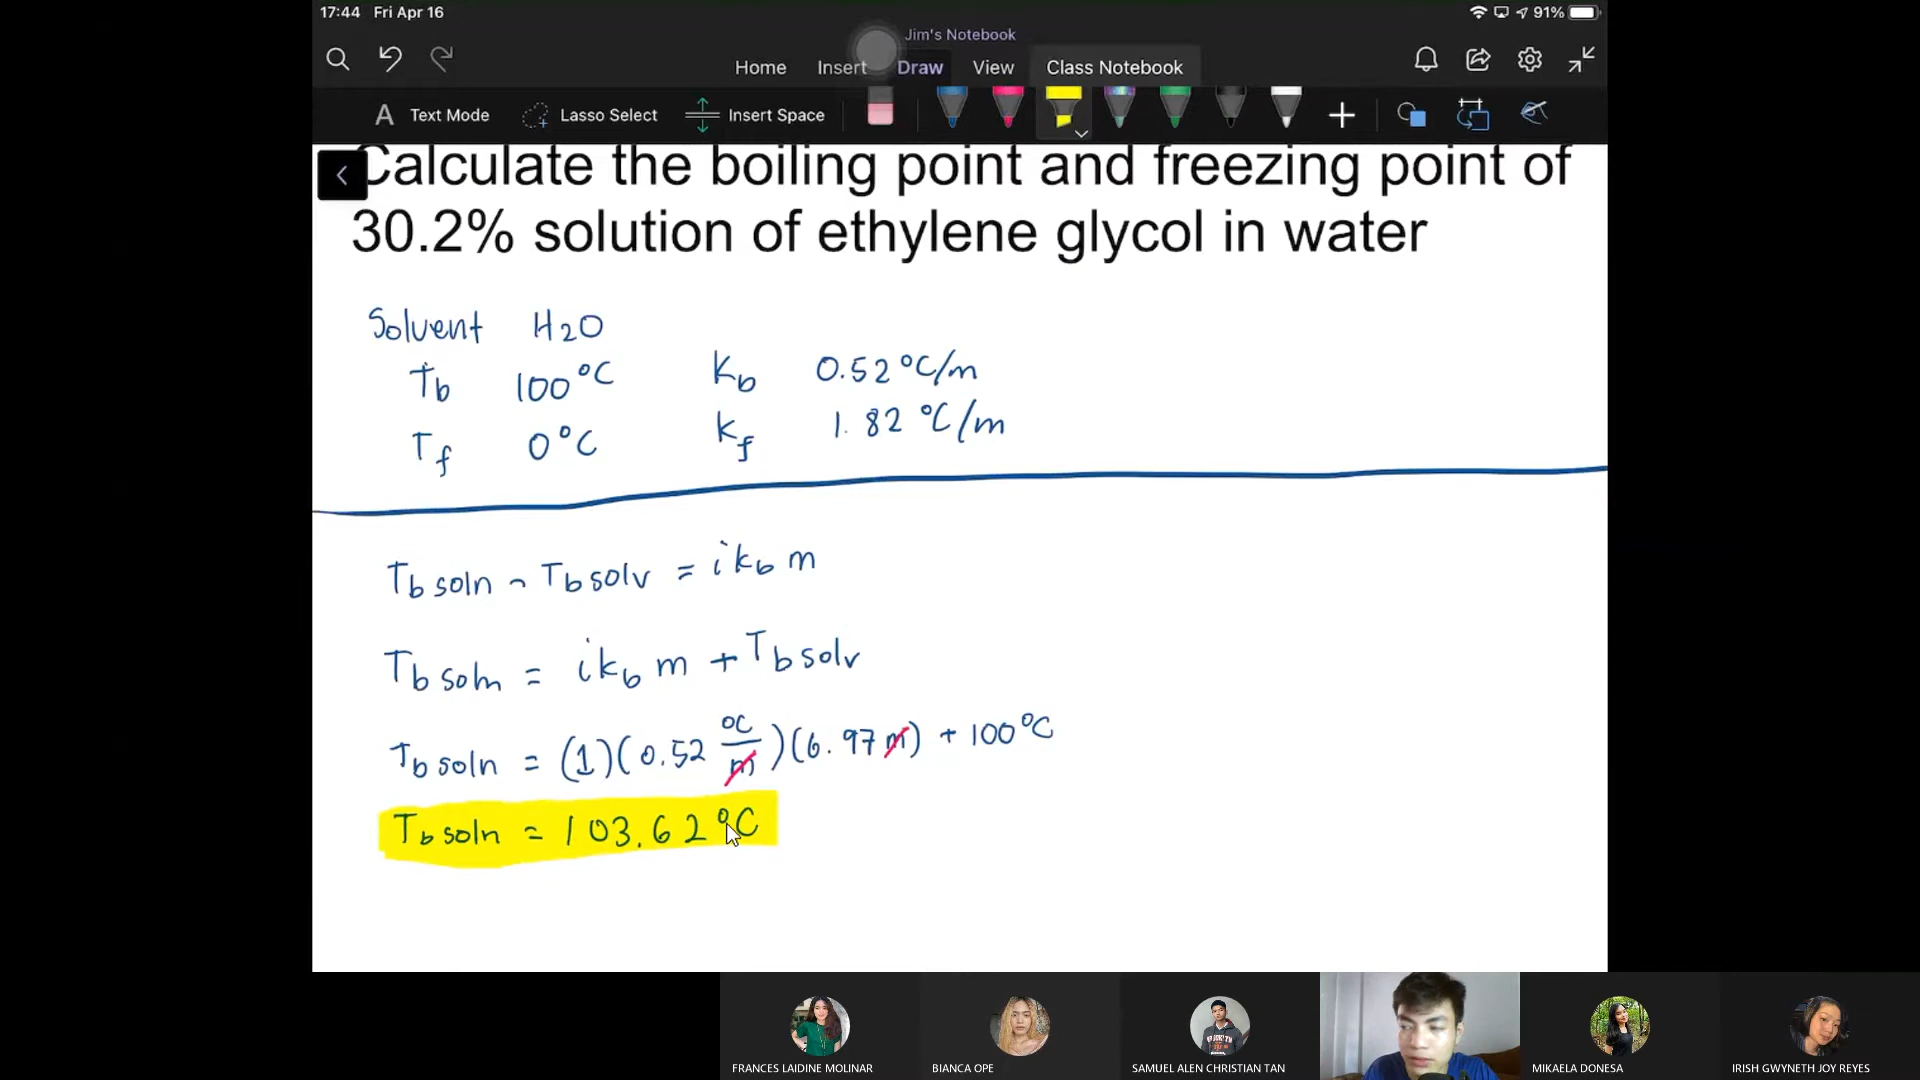 17:44 Fri Apr 16
91%
Jim's Notebook
Home Insert Draw View Class Notebook
Text Mode Lasso Select Insert Space
Calculate the boiling point and freezing point of
30.2% solution of ethylene glycol in water
Solvent H2O
Tb 100°C Kb 0.52°C/m
Tf 0°C Kf 1.82 °C/m
Tb soln - Tb solv = i kb m
Tb soln = i kb m + Tb solv
Tb soln = (1)(0.52 °C/m)(6.97 m) + 100°C
Tb soln = 103.62°C
FRANCES LAIDINE MOLINAR BIANCA OPE SAMUEL ALEN CHRISTIAN TAN MIKAELA DONESA IRISH GWYNETH JOY REYES